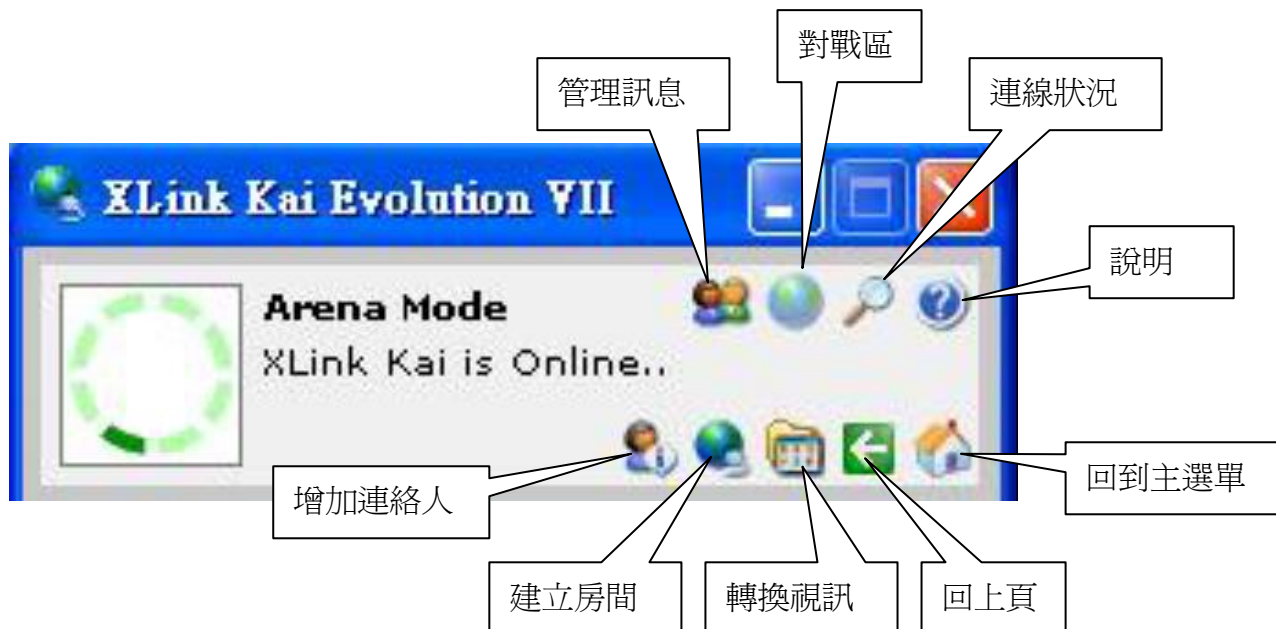 對戰區
管理訊息
連線狀況
XLink Kai Evolution VII
說明
Arena Mode
XLink Kai is Online..
回到主選單
增加連絡人
建立房間
轉換視訊
回上頁